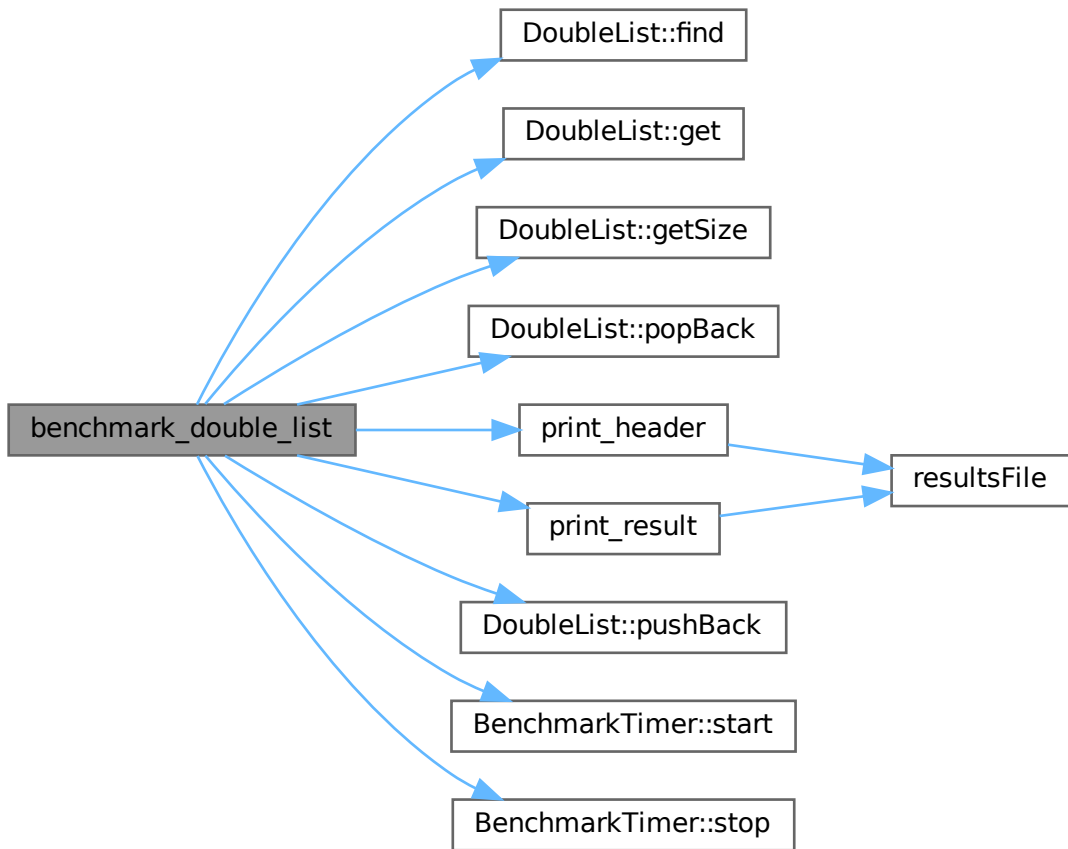 DoubleList::find
DoubleList::get
DoubleList::getSize
DoubleList::popBack
benchmark_double_list
print_header
resultsFile
print_result
DoubleList::pushBack
BenchmarkTimer::start
BenchmarkTimer::stop